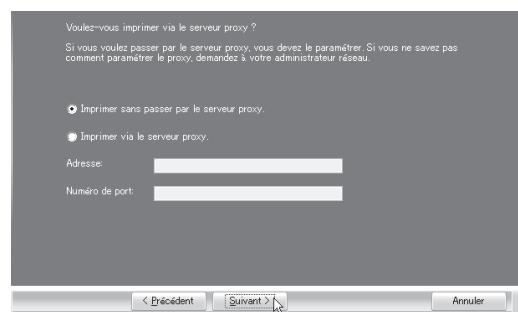 Voulez-vous imprimer via le serveur proxy ?
Si vous voulez passer par le serveur proxy, vous devez le paramétrer. Si vous ne savez pas
comment paramétrer le proxy, demandez à votre administrateur réseau.
Imprimer sans passer par le serveur proxy.
Imprimer via le serveur proxy.
Adresse:
Numéro de port:
< Précédent Suivant > Annuler